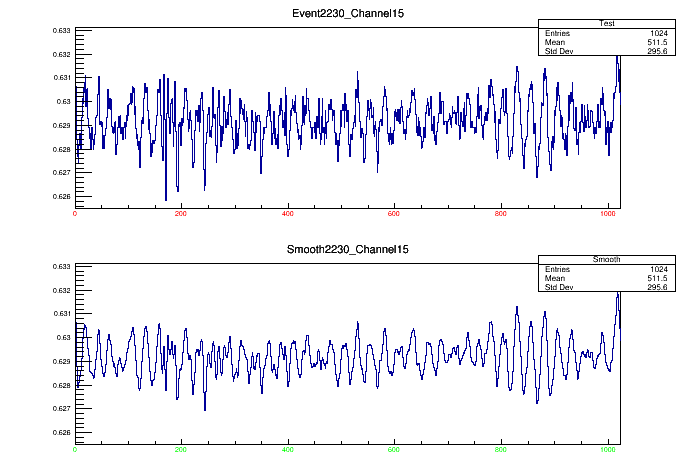 Event2230_Channel15
Test
Entries 1024
Mean 511.5
Std Dev 295.6
0.633
0.632
0.631
0.63
0.629
0.628
0.627
0.626
0 200 400 600 800 1000
Smooth2230_Channel15
Smooth
Entries 1024
Mean 511.5
Std Dev 295.6
0.633
0.632
0.631
0.63
0.629
0.628
0.627
0.626
0 200 400 600 800 1000